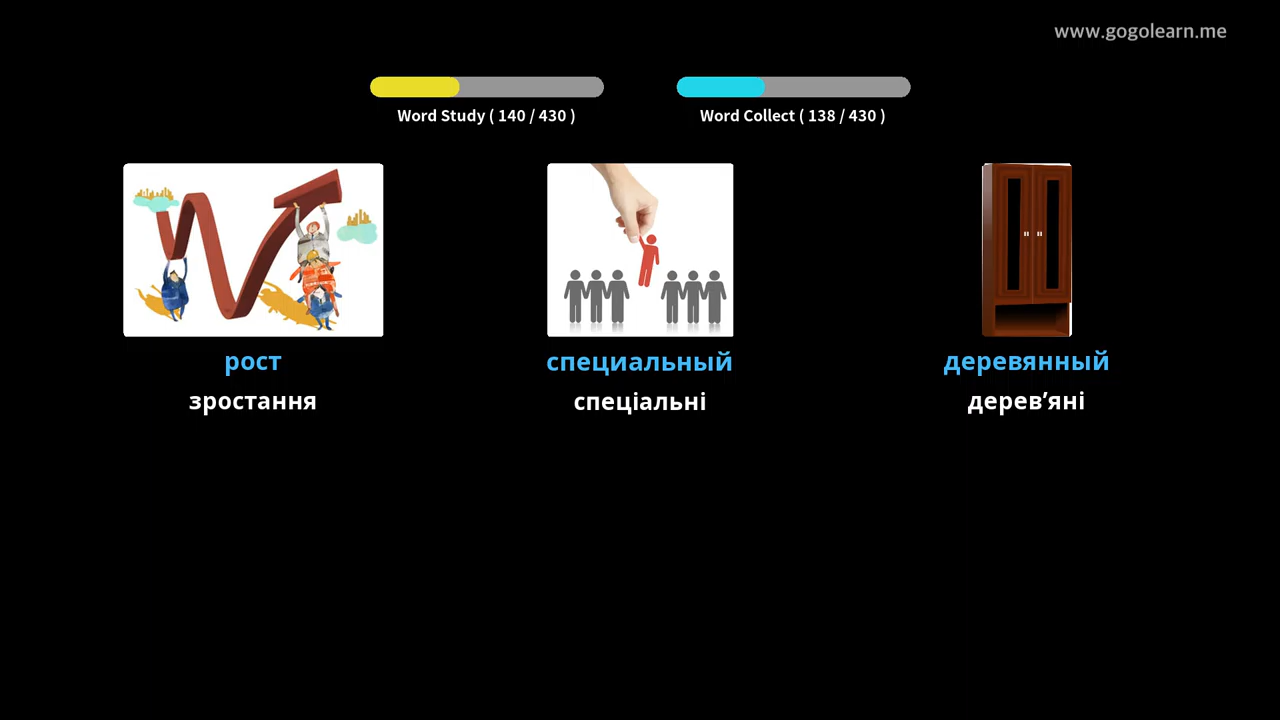 www.gogolearn.me
Word Study ( 140 / 430 )
Word Collect ( 138 / 430 )
рост
специальный
деревянный
зростання
спеціальні
дерев’яні